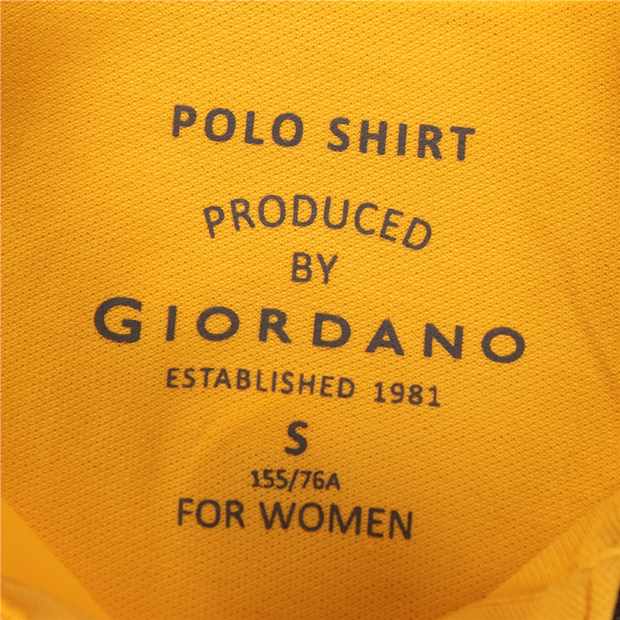 POLO SHIRT
PRODUCED
BY
GIORDANO
ESTABLISHED 1981
S
155/76A
FOR WOMEN